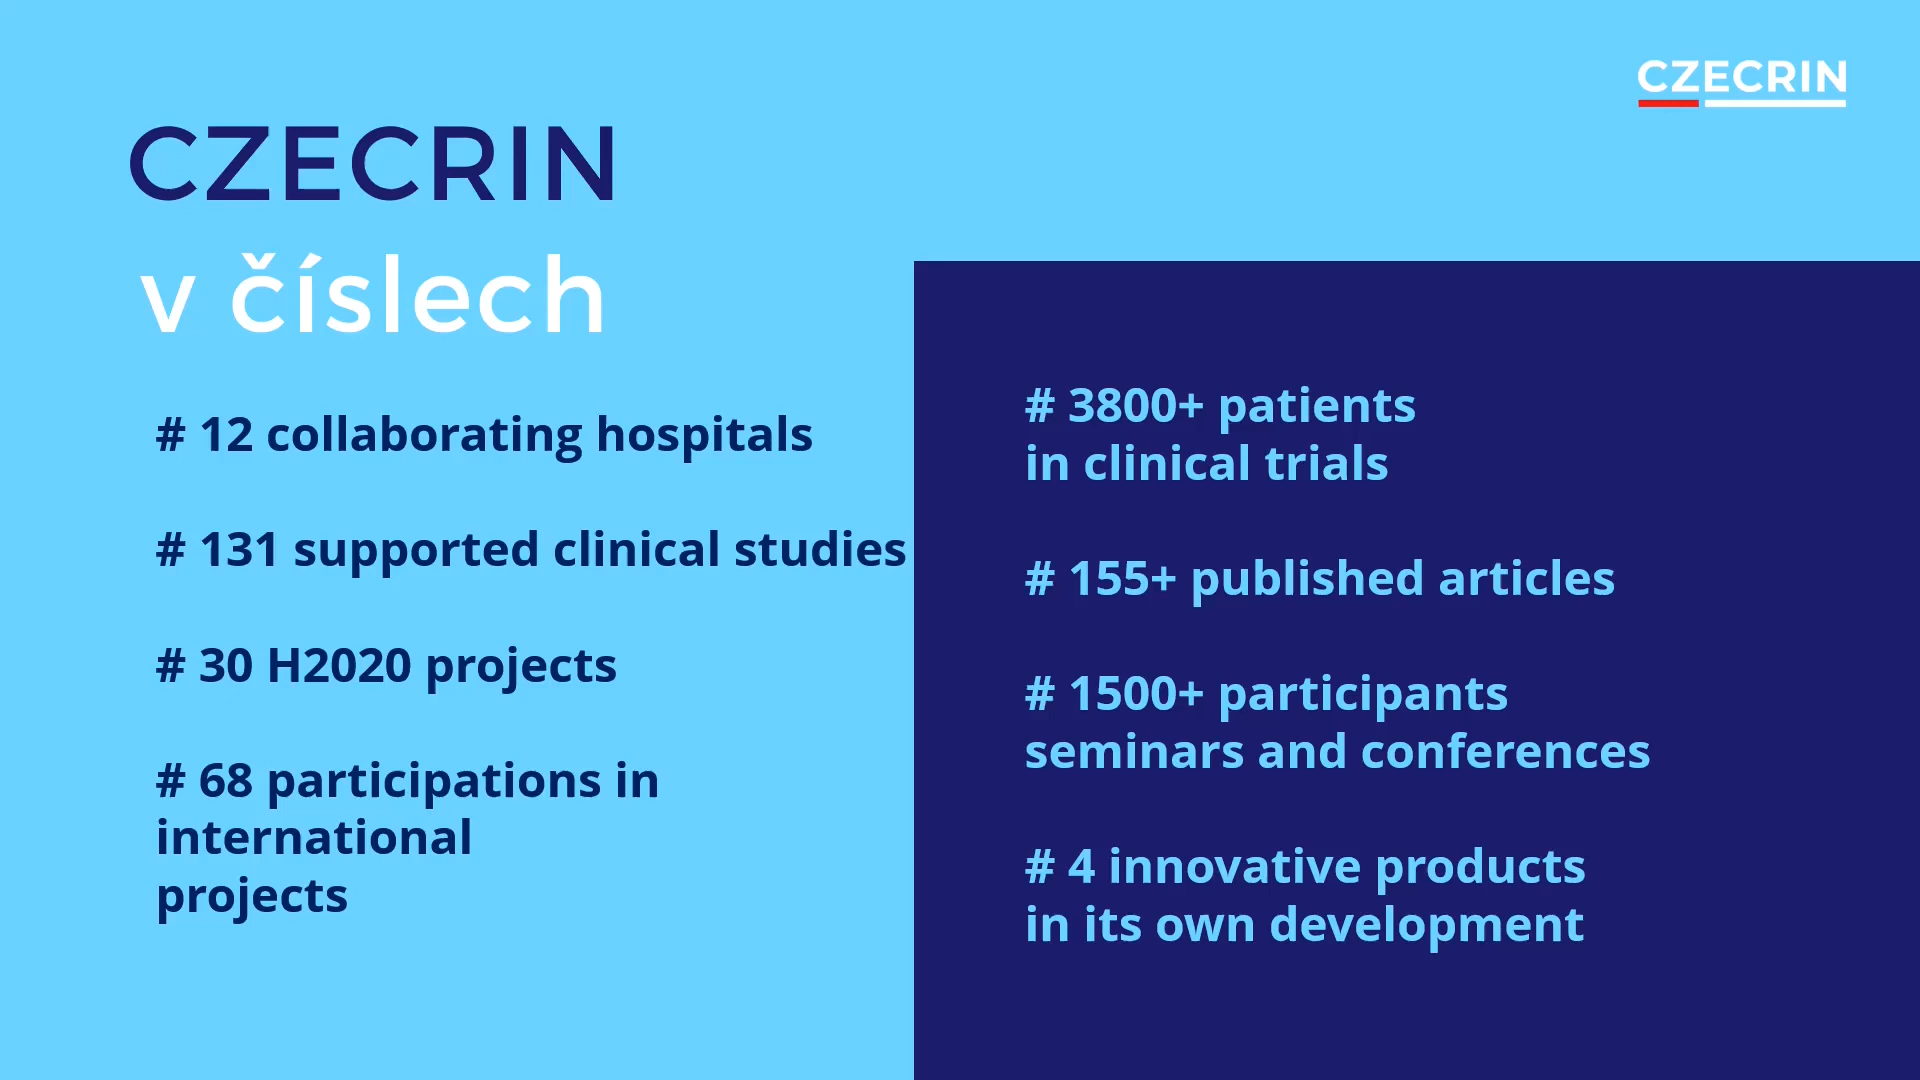 CZECRIN
CZECRIN
v číslech
# 12 collaborating hospitals
# 131 supported clinical studies
# 30 H2020 projects
# 68 participations in
international
projects
# 3800+ patients
in clinical trials
# 155+ published articles
# 1500+ participants
seminars and conferences
# 4 innovative products
in its own development